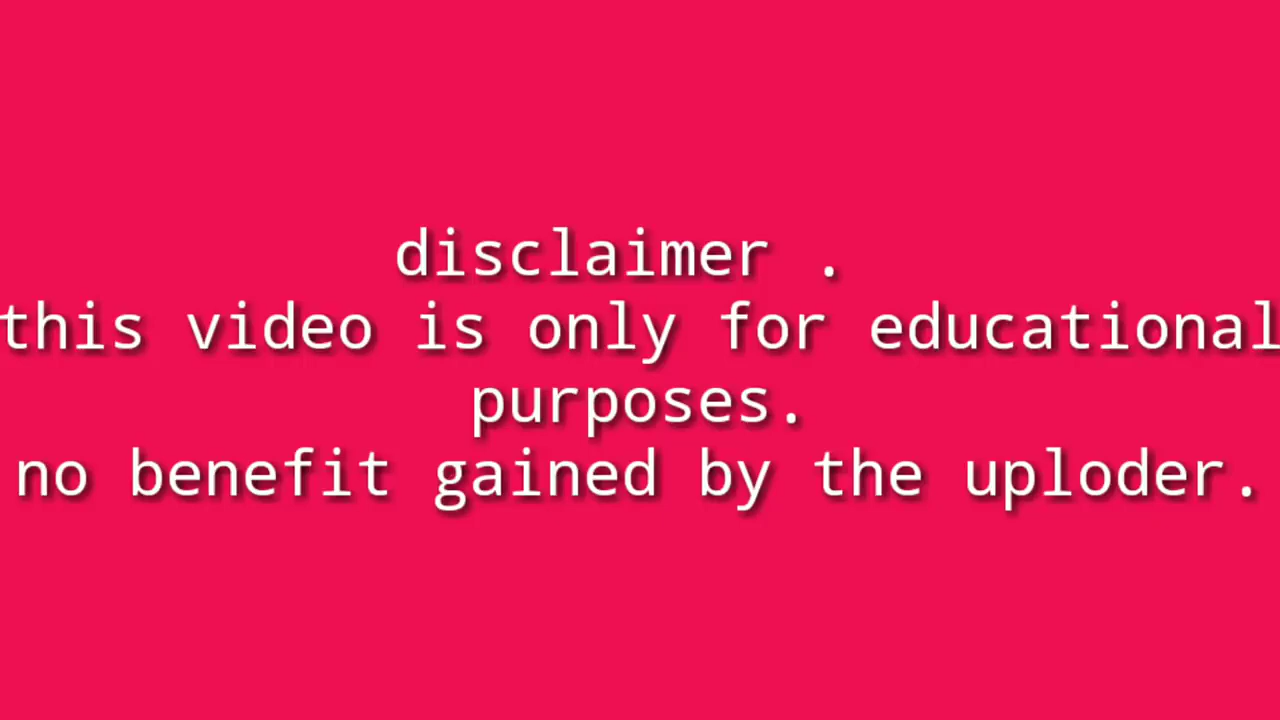 disclaimer .
this video is only for educational
purposes.
no benefit gained by the uploder.